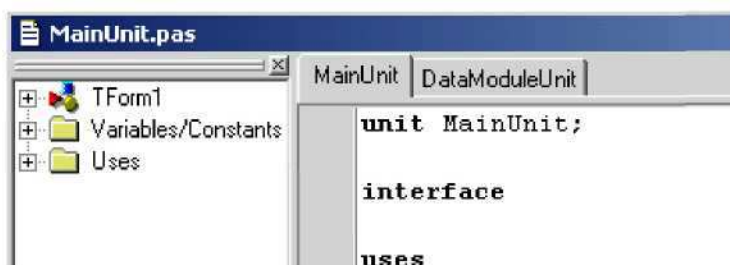 MainUnit.pas
TForm1
Variables/Constants
Uses
MainUnit DataModuleUnit
unit MainUnit;
interface
uses